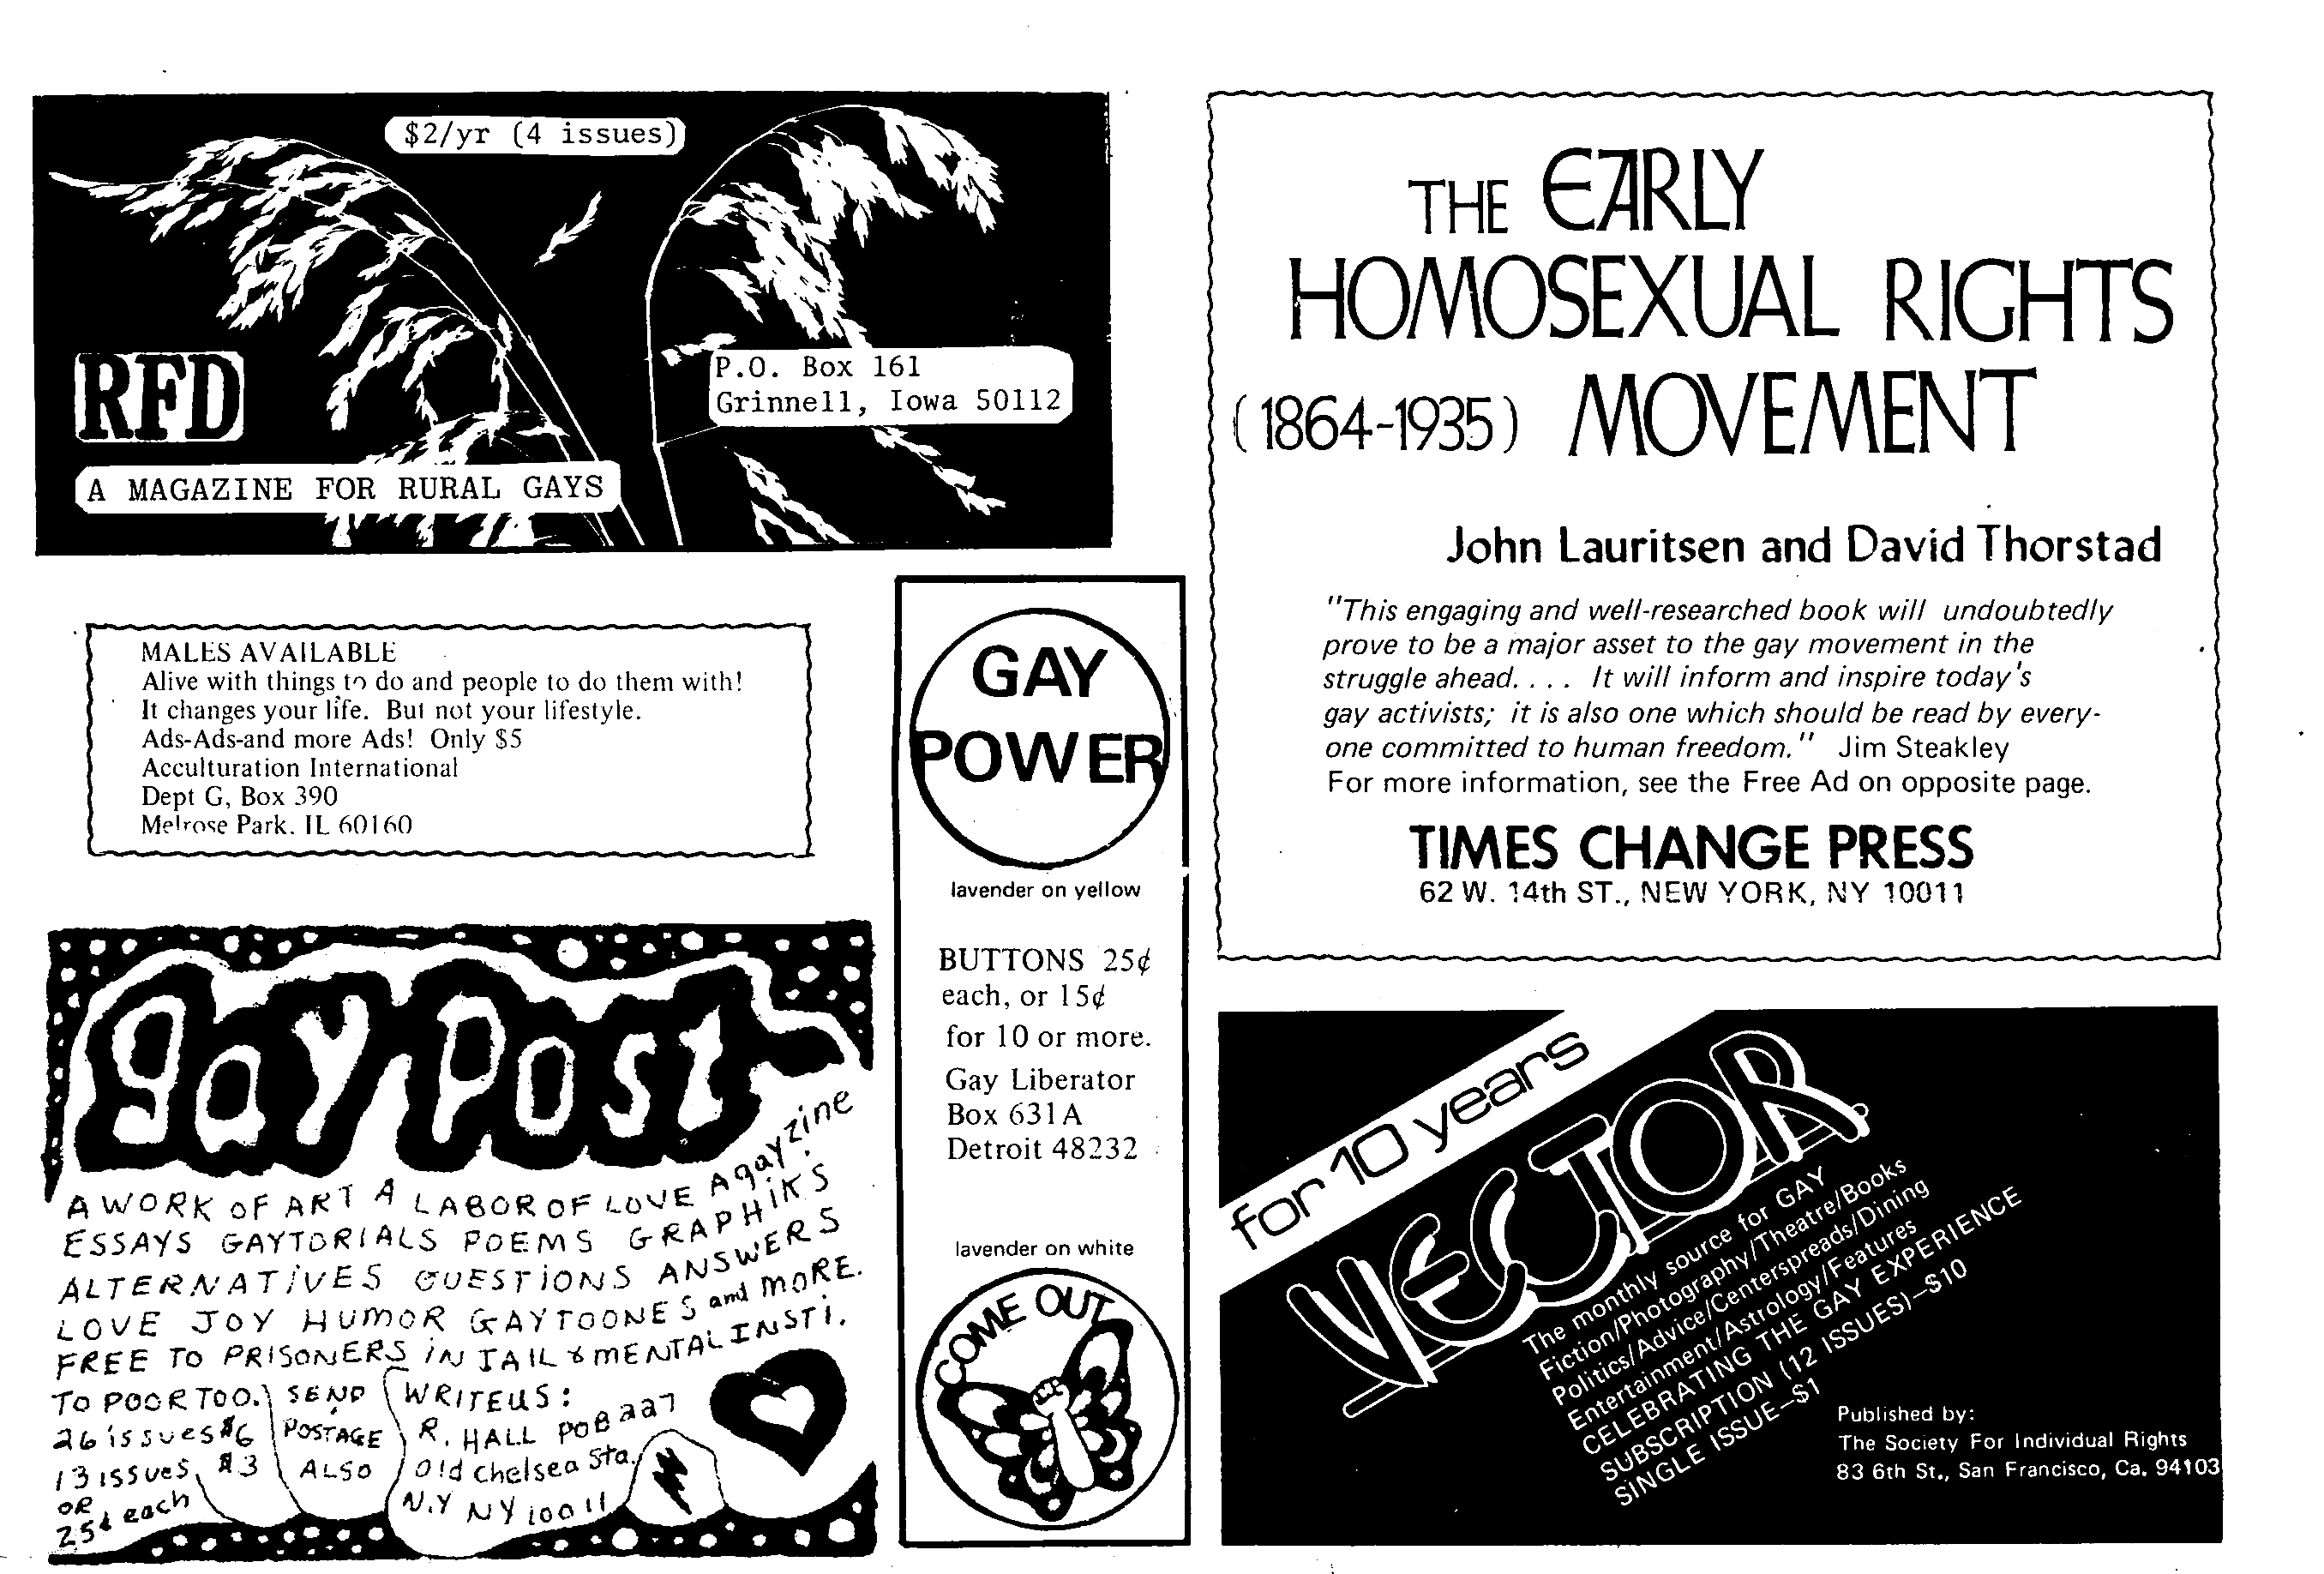 $2/yr (4 issues)
RFD
P.O. Box 161
Grinnell, Iowa 50112
A MAGAZINE FOR RURAL GAYS
MALES AVAILABLE
Alive with things to do and people to do them with!
It changes your life. But not your lifestyle.
Ads-Ads-and more Ads! Only $5
Acculturation International
Dept G, Box 390
Melrose Park. IL 60160
gay Post
A gayzine
A WORK OF ART A LABOR OF LOVE
ESSAYS GAYTORIALS POEMS GRAPHIKS
ALTERNATIVES QUESTIONS ANSWERS
LOVE JOY HUMOR GAYTOONES and MORE.
FREE TO PRISONERS IN JAIL & MENTAL INSTI.
TO POOR TOO.
26 issues $6
13 ISSUES $3
OR
25¢ each
SEND
POSTAGE
ALSO
WRITE US:
R. HALL POB 227
Old Chelsea Sta.
N.Y NY 10011
GAY
POWER
lavender on yellow
BUTTONS 25¢
each, or 15¢
for 10 or more.
Gay Liberator
Box 631A
Detroit 48232
lavender on white
COME OUT
THE EARLY
HOMOSEXUAL RIGHTS
(1864-1935) MOVEMENT
John Lauritsen and David Thorstad
"This engaging and well-researched book will undoubtedly
prove to be a major asset to the gay movement in the
struggle ahead. . . . It will inform and inspire today's
gay activists; it is also one which should be read by every-
one committed to human freedom." Jim Steakley
For more information, see the Free Ad on opposite page.
TIMES CHANGE PRESS
62 W. 14th ST., NEW YORK, NY 10011
for 10 years
VECTOR
The monthly source for GAY
Fiction/Photography/Theatre/Books
Politics/Advice/Centerspreads/Dining
Entertainment/Astrology/Features
CELEBRATING THE GAY EXPERIENCE
SUBSCRIPTION (12 ISSUES)—$10
SINGLE ISSUE—$1
Published by:
The Society For Individual Rights
83 6th St., San Francisco, Ca. 94103